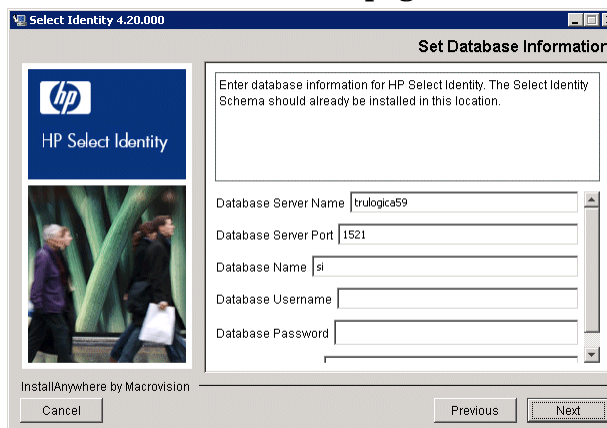 Select Identity 4.20.000
Set Database Information
hp
HP Select Identity
Enter database information for HP Select Identity. The Select Identity
Schema should already be installed in this location.
Database Server Name trulogica59
Database Server Port 1521
Database Name si
Database Username
Database Password
InstallAnywhere by Macrovision
Cancel
Previous
Next